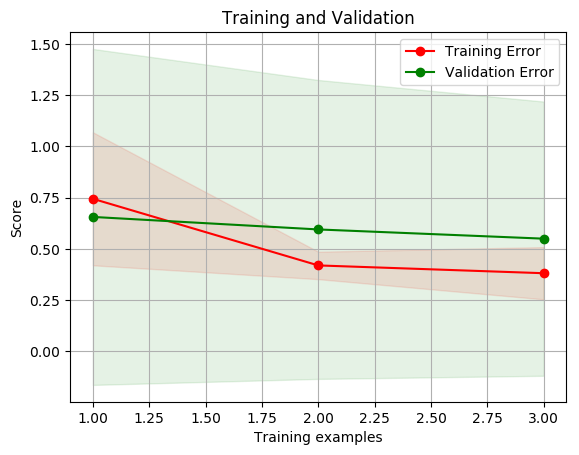 Training and Validation
Training Error
Validation Error
Score
1.50
1.25
1.00
0.75
0.50
0.25
0.00
1.00 1.25 1.50 1.75 2.00 2.25 2.50 2.75 3.00
Training examples